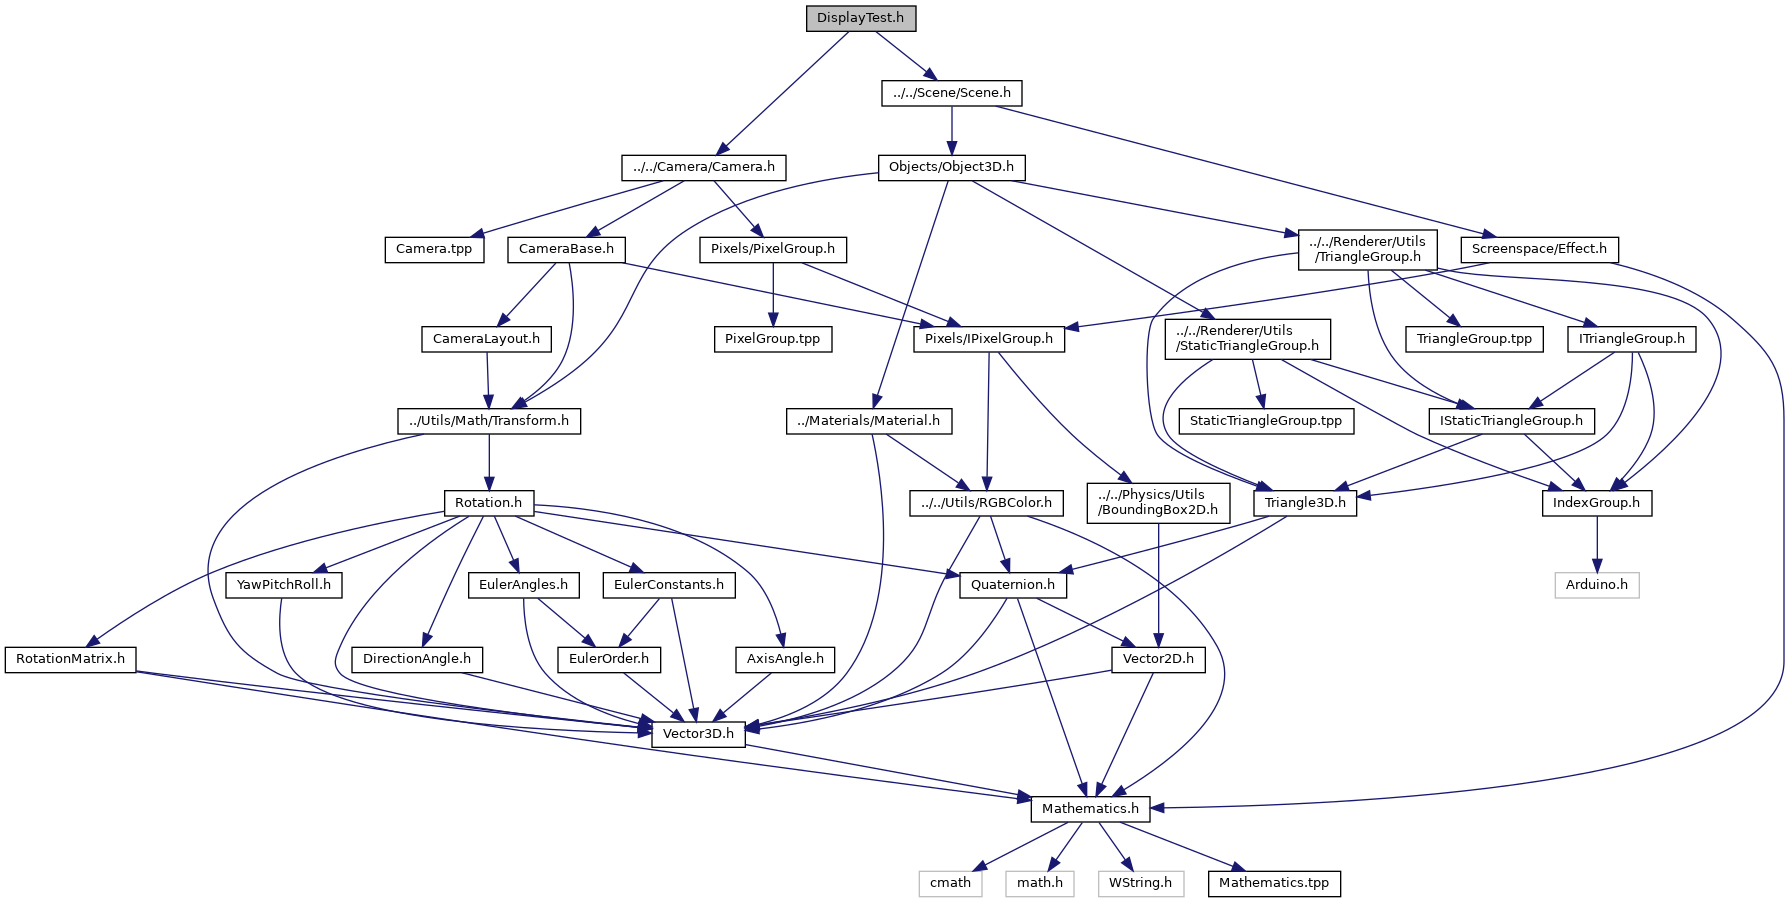 DisplayTest.h
../../Scene/Scene.h
../../Camera/Camera.h
Objects/Object3D.h
Camera.tpp
CameraBase.h
Pixels/PixelGroup.h
../../Renderer/Utils
/TriangleGroup.h
Screenspace/Effect.h
CameraLayout.h
PixelGroup.tpp
Pixels/IPixelGroup.h
../../Renderer/Utils
/StaticTriangleGroup.h
TriangleGroup.tpp
ITriangleGroup.h
../Utils/Math/Transform.h
../Materials/Material.h
StaticTriangleGroup.tpp
IStaticTriangleGroup.h
Rotation.h
../../Utils/RGBColor.h
../../Physics/Utils
/BoundingBox2D.h
Triangle3D.h
IndexGroup.h
YawPitchRoll.h
EulerAngles.h
EulerConstants.h
Quaternion.h
Arduino.h
RotationMatrix.h
DirectionAngle.h
EulerOrder.h
AxisAngle.h
Vector2D.h
Vector3D.h
Mathematics.h
cmath
math.h
WString.h
Mathematics.tpp